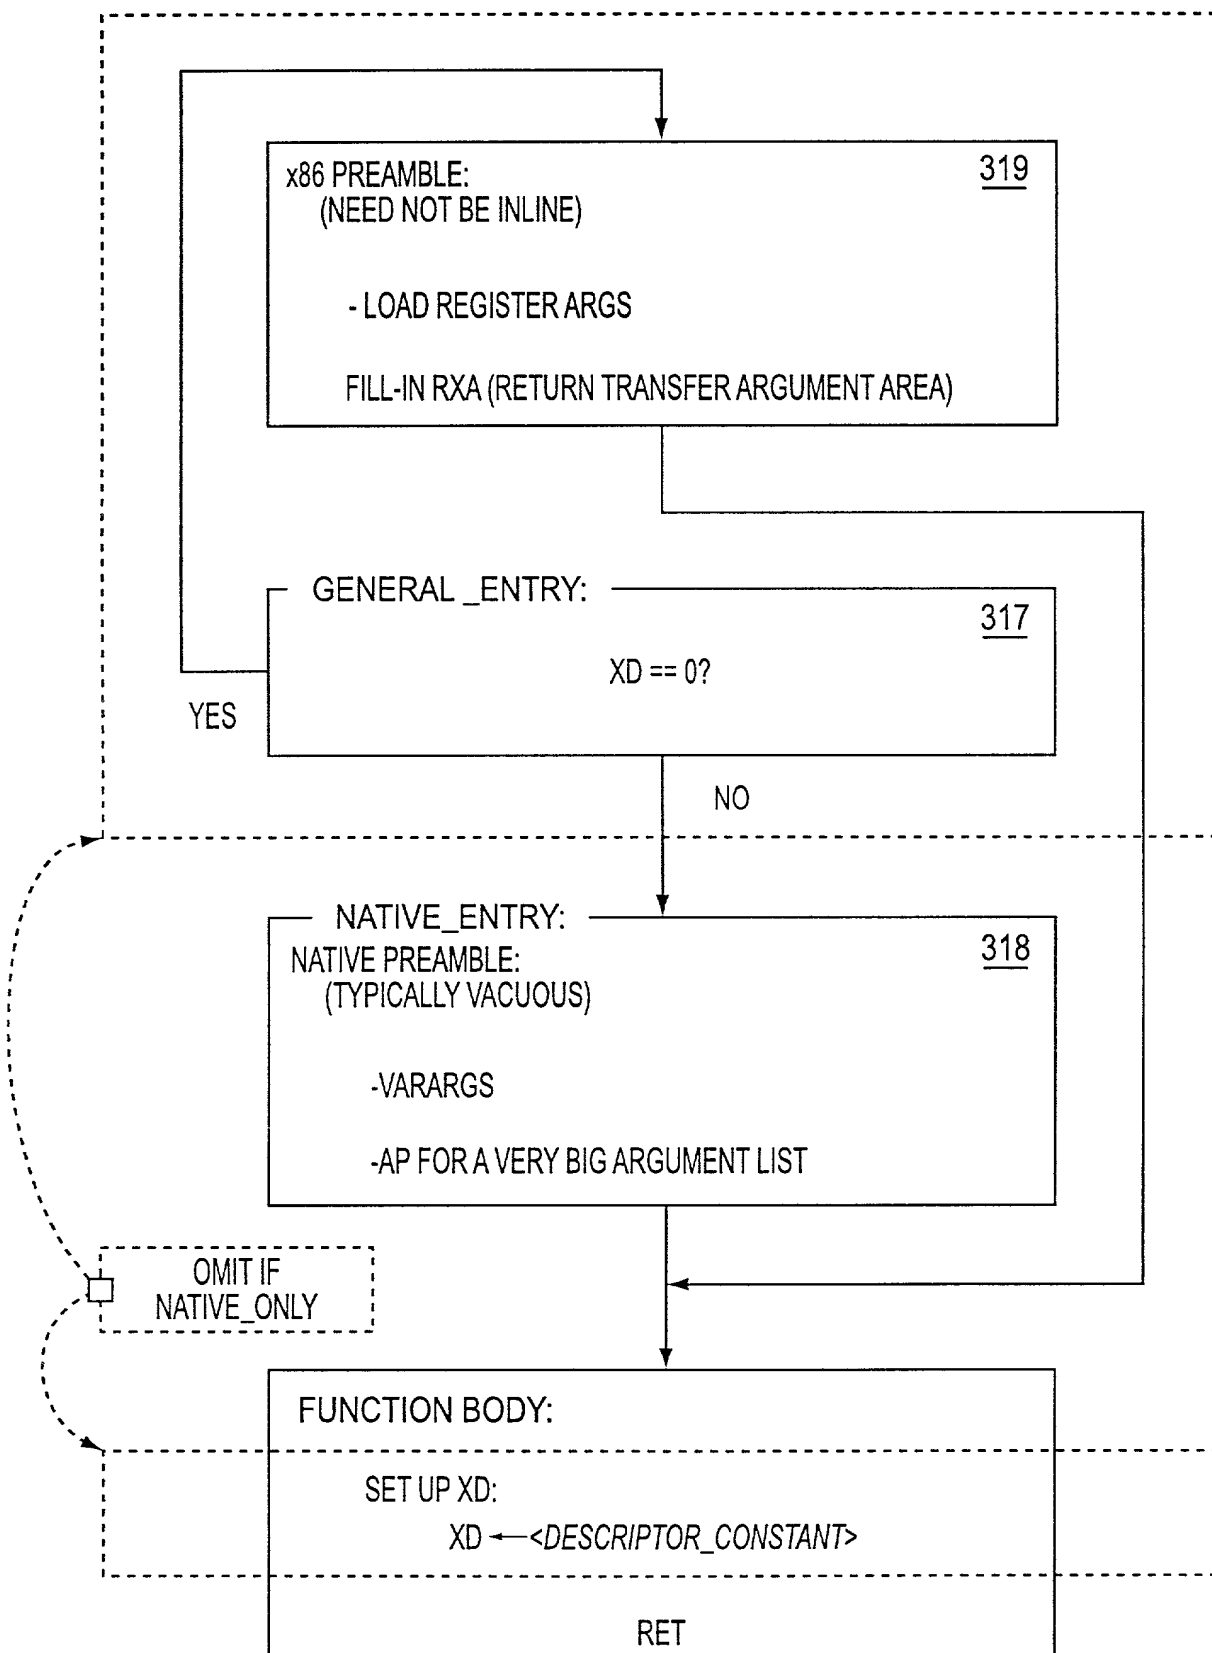 x86 PREAMBLE: 319
(NEED NOT BE INLINE)
- LOAD REGISTER ARGS
FILL-IN RXA (RETURN TRANSFER ARGUMENT AREA)
GENERAL _ENTRY:
317
XD == 0?
YES
NO
NATIVE_ENTRY:
NATIVE PREAMBLE: 318
(TYPICALLY VACUOUS)
-VARARGS
-AP FOR A VERY BIG ARGUMENT LIST
OMIT IF
NATIVE_ONLY
FUNCTION BODY:
SET UP XD:
XD ←<DESCRIPTOR_CONSTANT>
RET